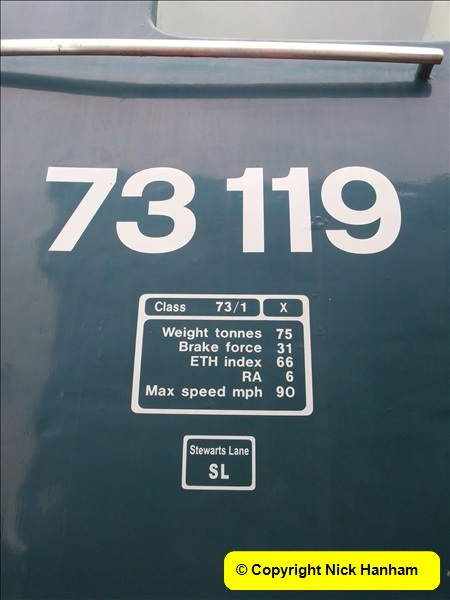 73 119
Class 73/1 X
Weight tonnes 75
Brake force 31
ETH index 66
RA 6
Max speed mph 90
Stewarts Lane
SL
© Copyright Nick Hanham